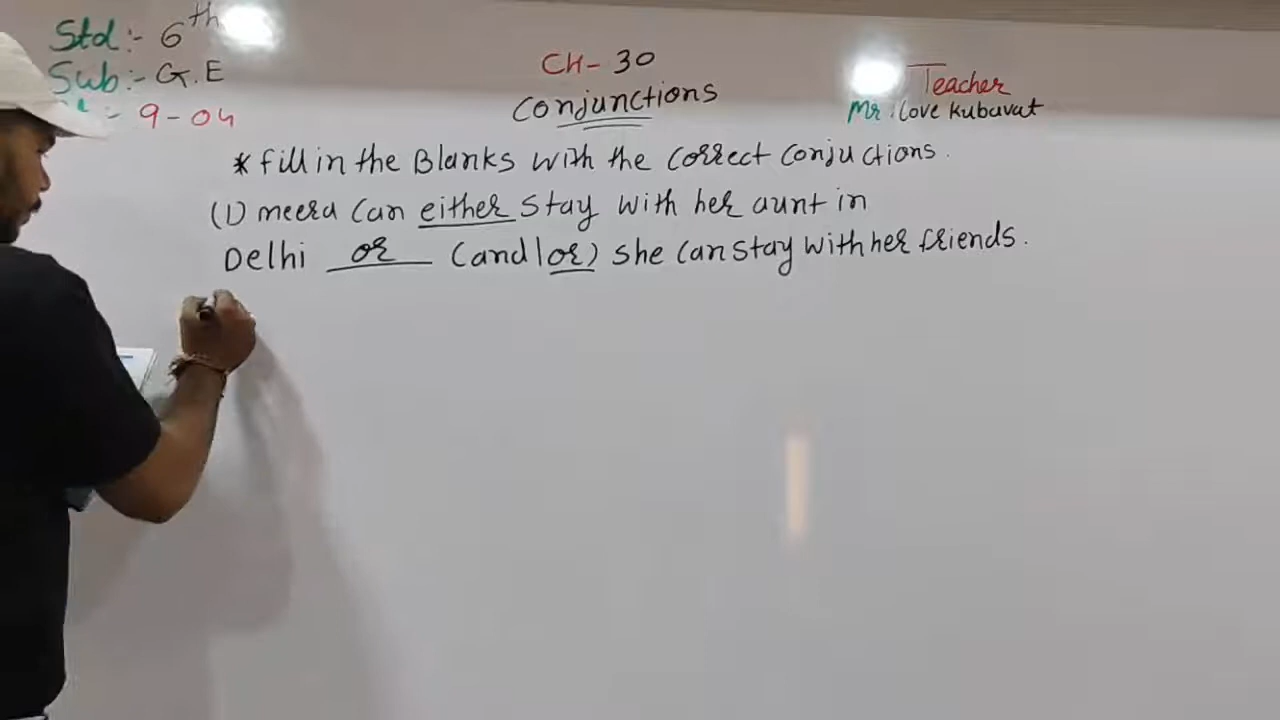 Std:- 6th
Sub:- G.E
:- 9-04
CH- 30
Conjunctions
Teacher
Mr: Love Kubavat
* Fill in the Blanks with the correct conjuctions.
(1) meera can either stay with her aunt in
Delhi or (and/or) she can stay with her friends.